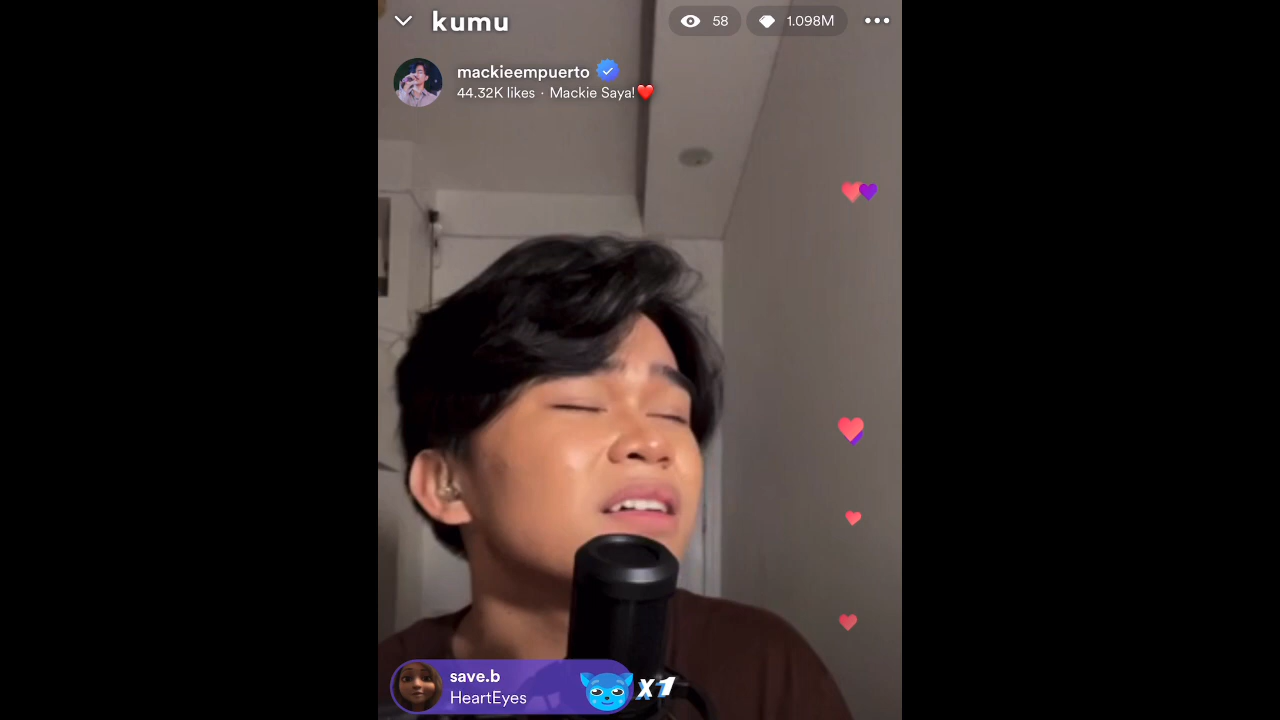 kumu
58
1.098M
mackieempuerto
44.32K likes · Mackie Saya!❤️
save.b
HeartEyes
x1